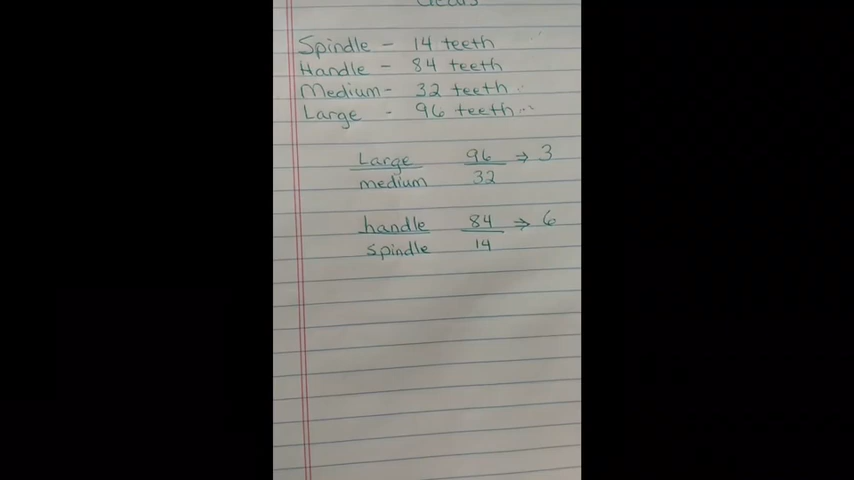 Gears
Spindle - 14 teeth
Handle - 84 teeth
Medium - 32 teeth
Large - 96 teeth
Large 96 ⇒ 3
medium 32
handle 84 ⇒ 6
spindle 14